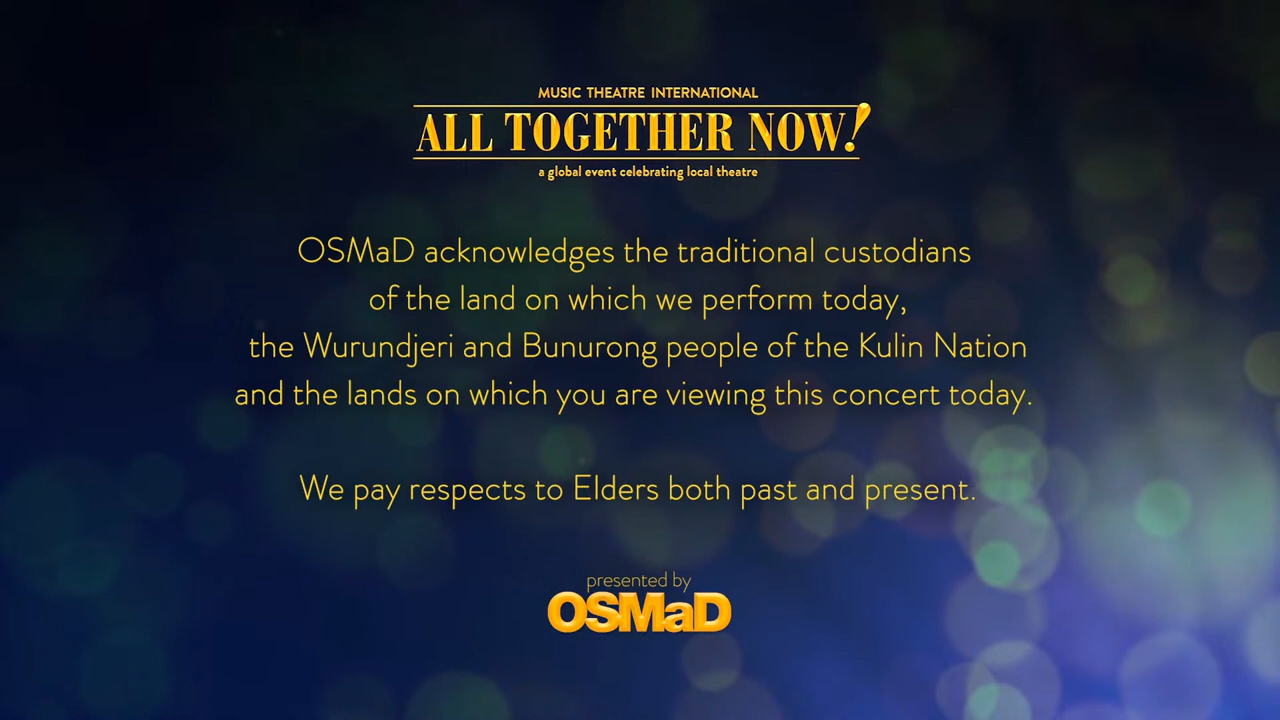 MUSIC THEATRE INTERNATIONAL
ALL TOGETHER NOW!
a global event celebrating local theatre
OSMaD acknowledges the traditional custodians
of the land on which we perform today,
the Wurundjeri and Bunurong people of the Kulin Nation
and the lands on which you are viewing this concert today.
We pay respects to Elders both past and present.
presented by
OSMaD